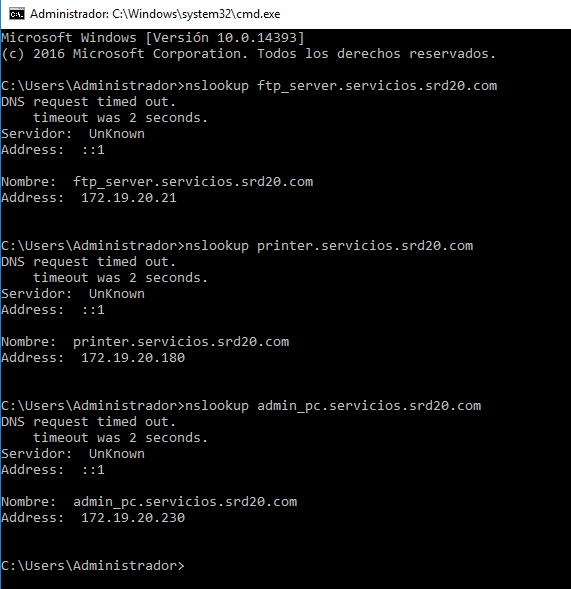 Administrador: C:\Windows\system32\cmd.exe
Microsoft Windows [Versión 10.0.14393]
(c) 2016 Microsoft Corporation. Todos los derechos reservados.
C:\Users\Administrador>nslookup ftp_server.servicios.srd20.com
DNS request timed out.
    timeout was 2 seconds.
Servidor:  UnKnown
Address:  ::1
Nombre:  ftp_server.servicios.srd20.com
Address:  172.19.20.21
C:\Users\Administrador>nslookup printer.servicios.srd20.com
DNS request timed out.
    timeout was 2 seconds.
Servidor:  UnKnown
Address:  ::1
Nombre:  printer.servicios.srd20.com
Address:  172.19.20.180
C:\Users\Administrador>nslookup admin_pc.servicios.srd20.com
DNS request timed out.
    timeout was 2 seconds.
Servidor:  UnKnown
Address:  ::1
Nombre:  admin_pc.servicios.srd20.com
Address:  172.19.20.230
C:\Users\Administrador>